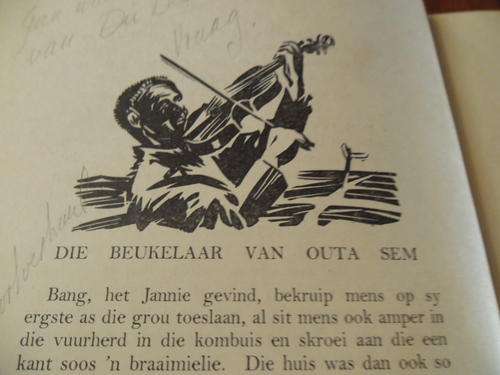 van
Vraag.
DIE BEUKELAAR VAN OUTA SEM
Bang, het Jannie gevind, bekruip mens op sy
ergste as die grou toeslaan, al sit mens ook amper in
die vuurherd in die kombuis en skroei aan die een
kant soos 'n braaimielie. Die huis was dan ook so